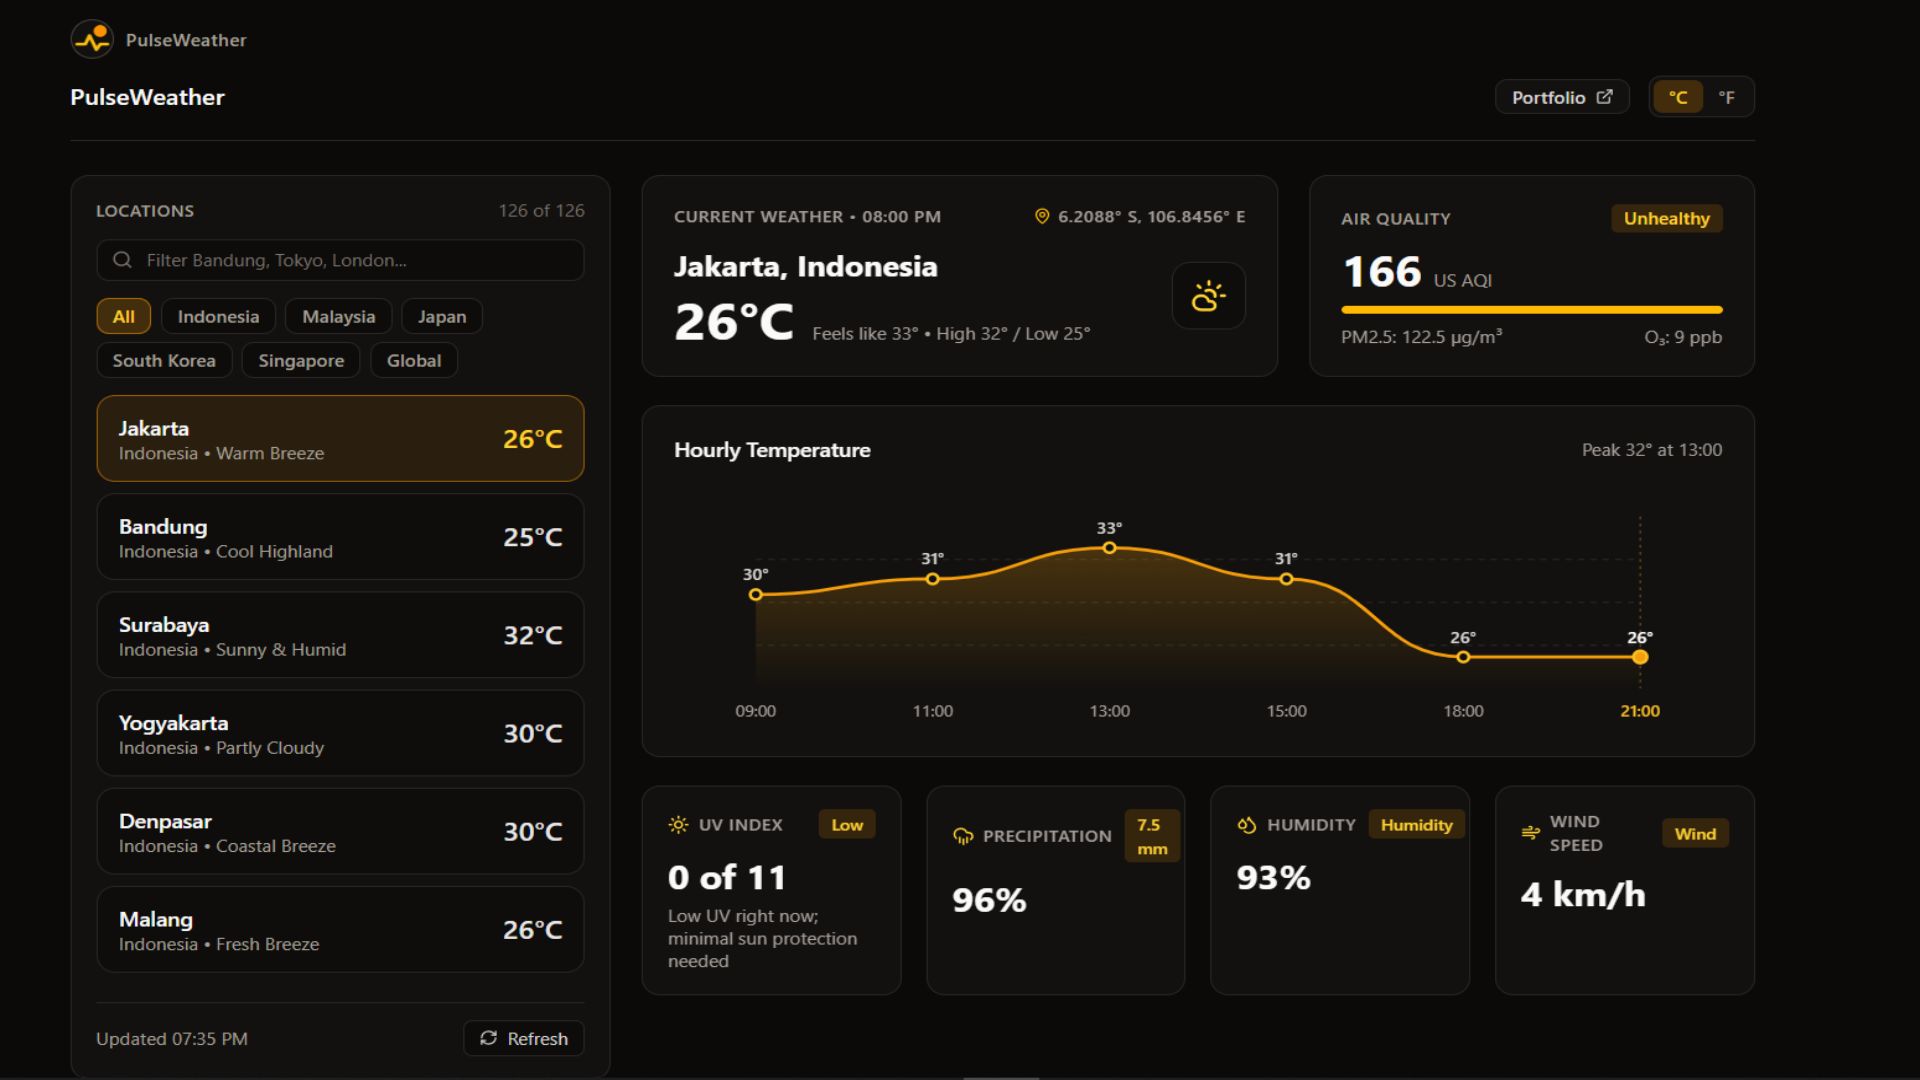 PulseWeather
PulseWeather
Portfolio
°C
°F
LOCATIONS
126 of 126
Filter Bandung, Tokyo, London...
All
Indonesia
Malaysia
Japan
South Korea
Singapore
Global
Jakarta
Indonesia • Warm Breeze
26°C
Bandung
Indonesia • Cool Highland
25°C
Surabaya
Indonesia • Sunny & Humid
32°C
Yogyakarta
Indonesia • Partly Cloudy
30°C
Denpasar
Indonesia • Coastal Breeze
30°C
Malang
Indonesia • Fresh Breeze
26°C
Updated 07:35 PM
Refresh
CURRENT WEATHER • 08:00 PM
6.2088° S, 106.8456° E
Jakarta, Indonesia
26°C
Feels like 33° • High 32° / Low 25°
AIR QUALITY
Unhealthy
166 US AQI
PM2.5: 122.5 µg/m³
O₃: 9 ppb
Hourly Temperature
Peak 32° at 13:00
30°
31°
33°
31°
26°
26°
09:00
11:00
13:00
15:00
18:00
21:00
UV INDEX
Low
0 of 11
Low UV right now;
minimal sun protection
needed
PRECIPITATION
7.5
mm
96%
HUMIDITY
Humidity
93%
WIND
SPEED
Wind
4 km/h